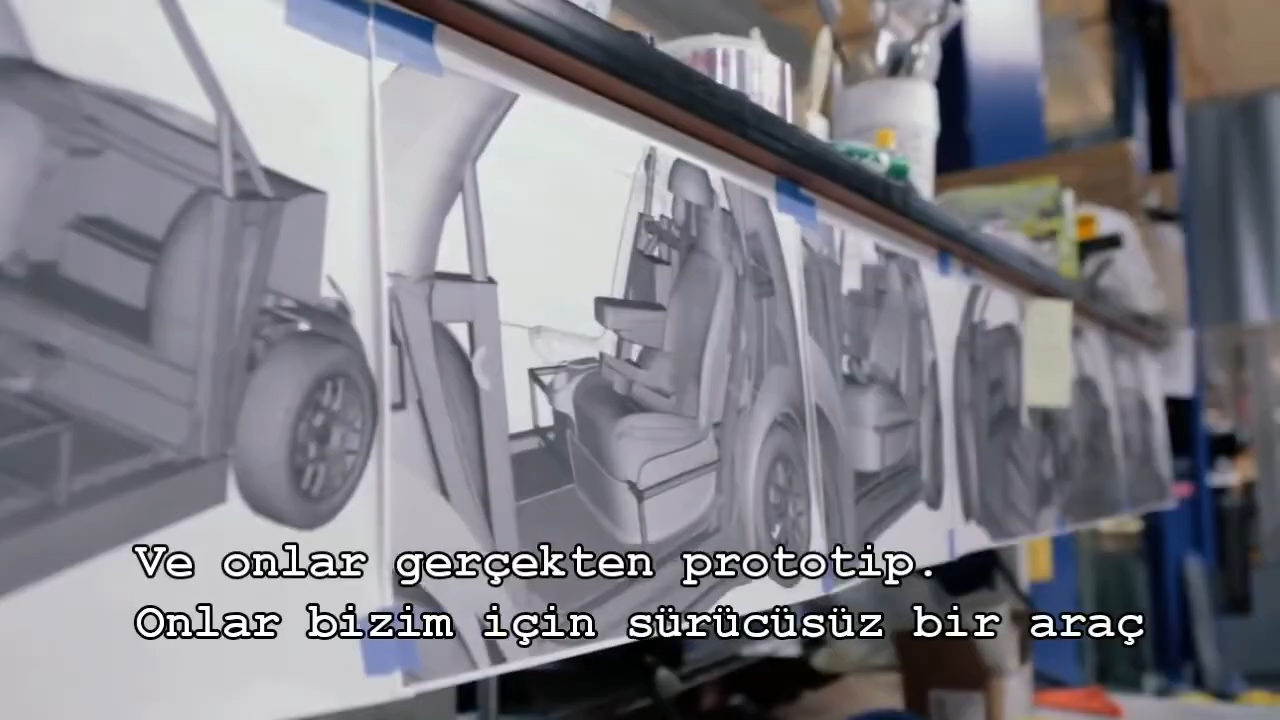 Ve onlar gerçekten prototip.
Onlar bizim için sürücüsüz bir araç